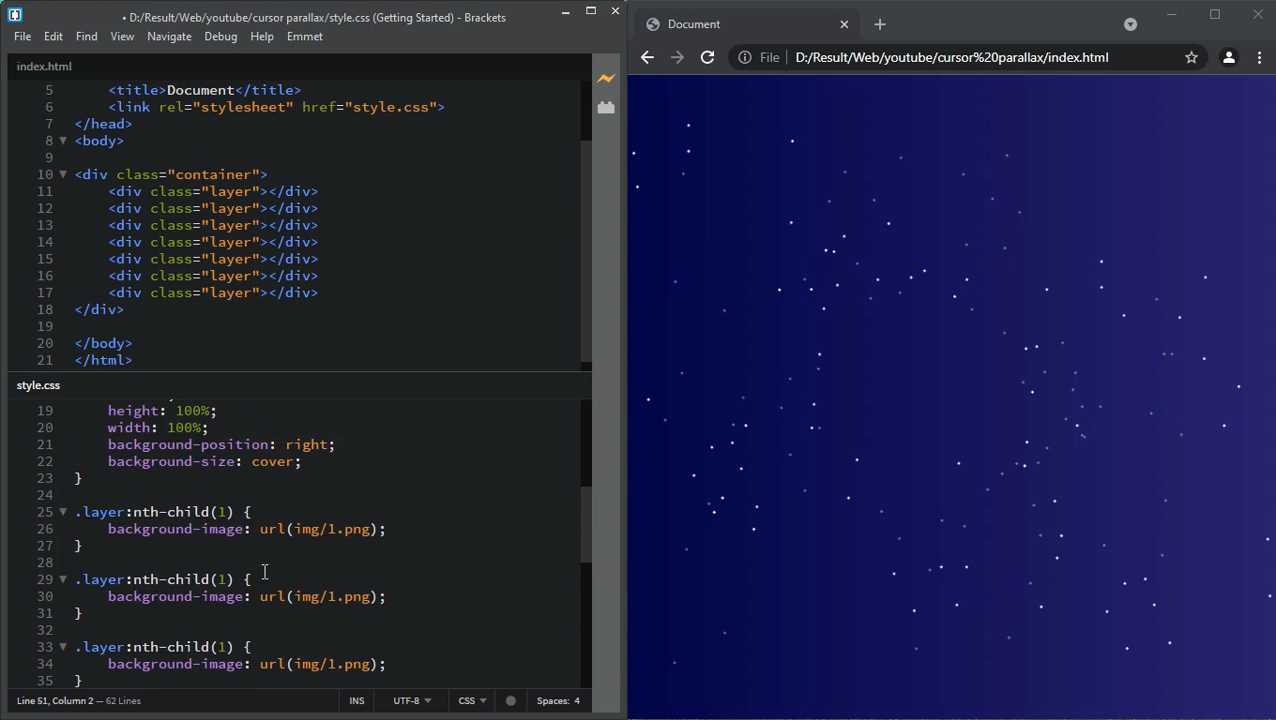 • D:/Result/Web/youtube/cursor parallax/style.css (Getting Started) - Brackets
File Edit Find View Navigate Debug Help Emmet
index.html
5 <title>Document</title>
6 <link rel="stylesheet" href="style.css">
7 </head>
8 <body>
9
10 <div class="container">
11 <div class="layer"></div>
12 <div class="layer"></div>
13 <div class="layer"></div>
14 <div class="layer"></div>
15 <div class="layer"></div>
16 <div class="layer"></div>
17 <div class="layer"></div>
18 </div>
19
20 </body>
21 </html>
style.css
19 height: 100%;
20 width: 100%;
21 background-position: right;
22 background-size: cover;
23 }
24
25 .layer:nth-child(1) {
26 background-image: url(img/1.png);
27 }
28
29 .layer:nth-child(1) {
30 background-image: url(img/1.png);
31 }
32
33 .layer:nth-child(1) {
34 background-image: url(img/1.png);
35 }
Line 51, Column 2 — 62 Lines
INS UTF-8 CSS Spaces: 4
Document
File D:/Result/Web/youtube/cursor%20parallax/index.html